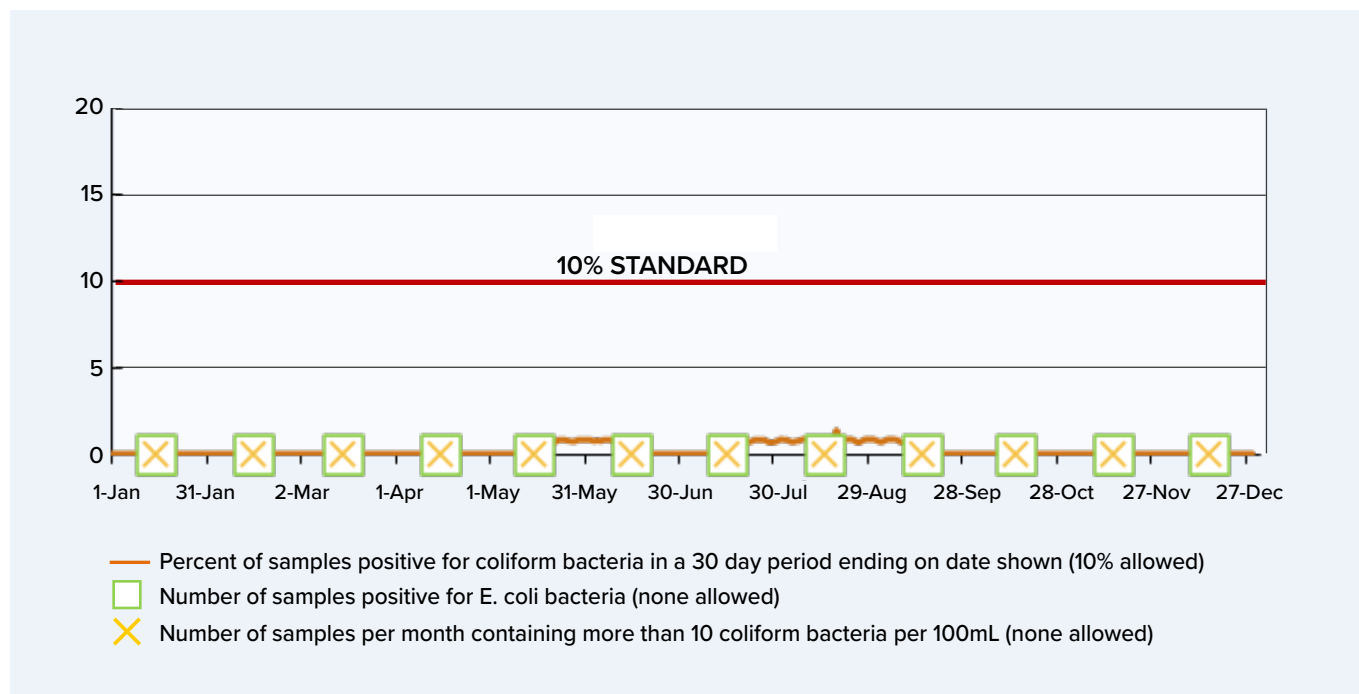 20
15
10% STANDARD
10
5
0
1-Jan 31-Jan 2-Mar 1-Apr 1-May 31-May 30-Jun 30-Jul 29-Aug 28-Sep 28-Oct 27-Nov 27-Dec
Percent of samples positive for coliform bacteria in a 30 day period ending on date shown (10% allowed)
Number of samples positive for E. coli bacteria (none allowed)
Number of samples per month containing more than 10 coliform bacteria per 100mL (none allowed)